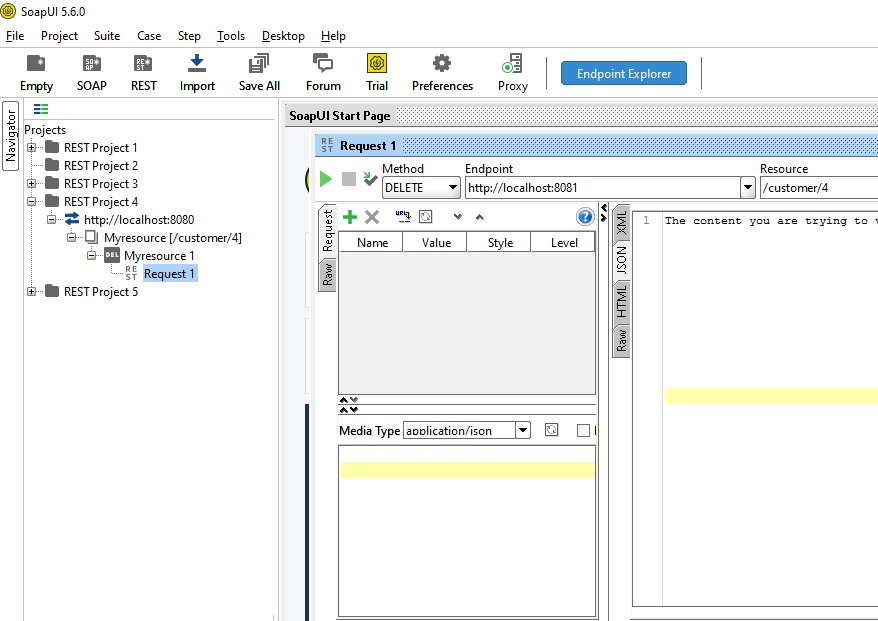 SoapUI 5.6.0
File Project Suite Case Step Tools Desktop Help
Empty SOAP REST Import Save All Forum Trial Preferences Proxy Endpoint Explorer
Navigator
Projects
REST Project 1
REST Project 2
REST Project 3
REST Project 4
http://localhost:8080
Myresource [/customer/4]
DEL Myresource 1
REST Request 1
REST Project 5
SoapUI Start Page
REST Request 1
Method Endpoint Resource
DELETE http://localhost:8081 /customer/4
Request
Raw
Name Value Style Level
Media Type application/json
XML
JSON
HTML
Raw
1 The content you are trying to